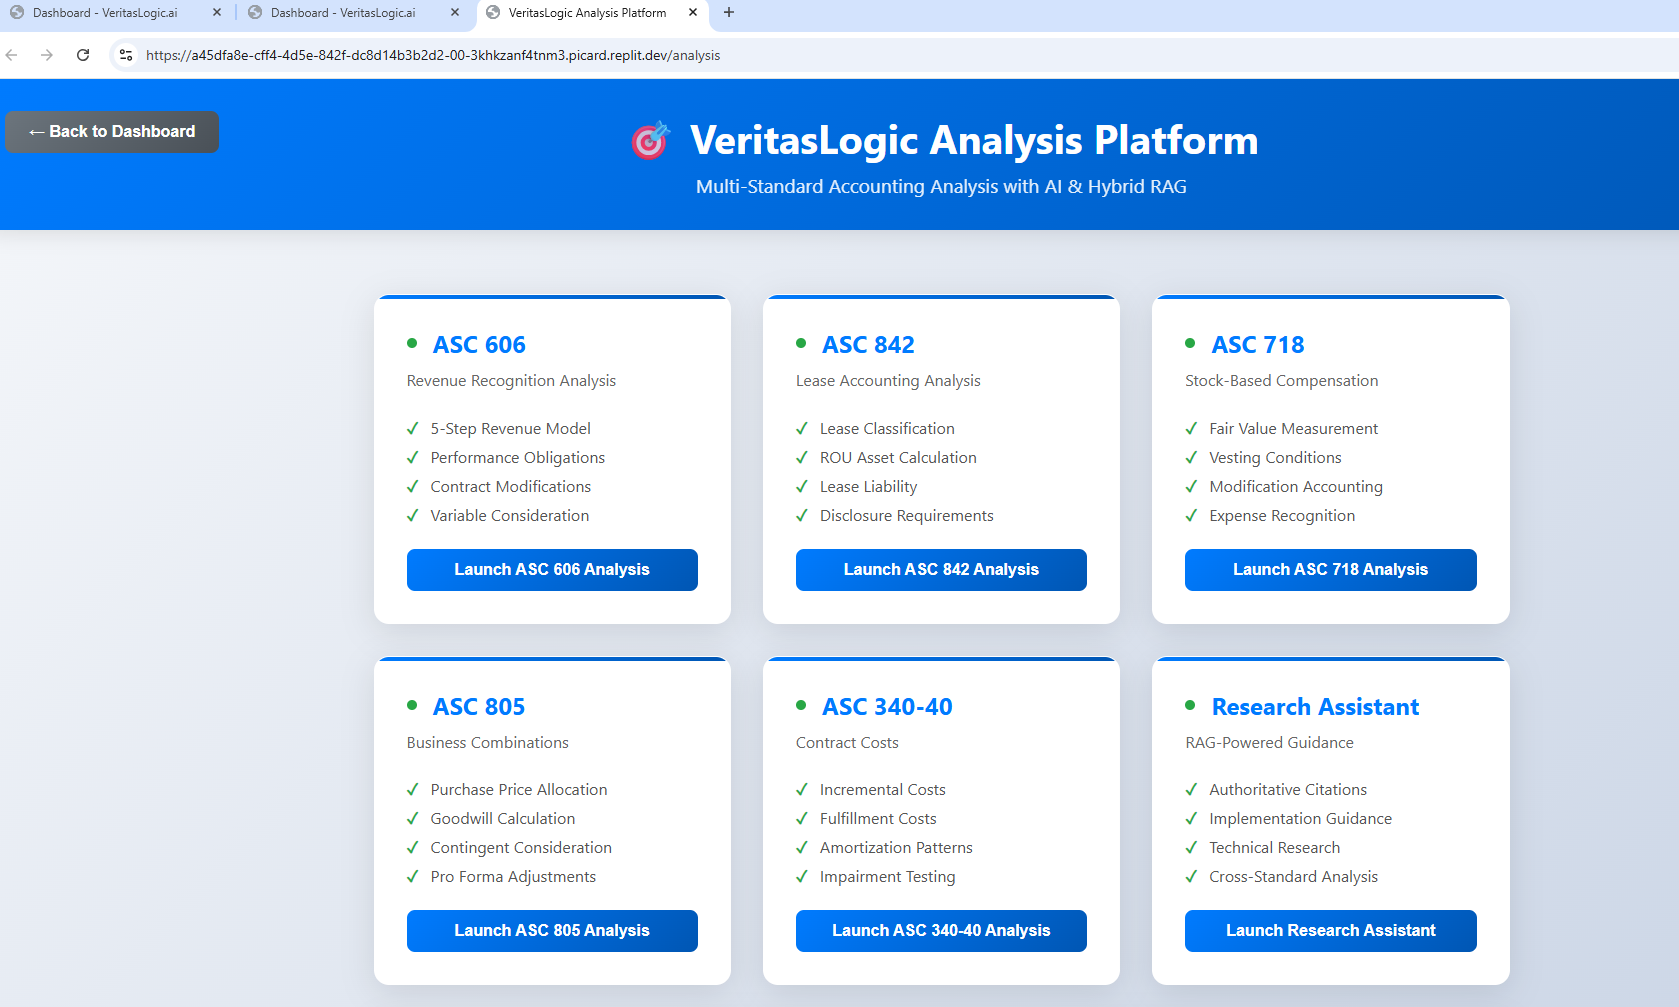 Dashboard - VeritasLogic.ai
Dashboard - VeritasLogic.ai
VeritasLogic Analysis Platform
https://a45dfa8e-cff4-4d5e-842f-dc8d14b3b2d2-00-3khkzanf4tnm3.picard.replit.dev/analysis
← Back to Dashboard
VeritasLogic Analysis Platform
Multi-Standard Accounting Analysis with AI & Hybrid RAG
ASC 606
Revenue Recognition Analysis
✓ 5-Step Revenue Model
✓ Performance Obligations
✓ Contract Modifications
✓ Variable Consideration
Launch ASC 606 Analysis
ASC 842
Lease Accounting Analysis
✓ Lease Classification
✓ ROU Asset Calculation
✓ Lease Liability
✓ Disclosure Requirements
Launch ASC 842 Analysis
ASC 718
Stock-Based Compensation
✓ Fair Value Measurement
✓ Vesting Conditions
✓ Modification Accounting
✓ Expense Recognition
Launch ASC 718 Analysis
ASC 805
Business Combinations
✓ Purchase Price Allocation
✓ Goodwill Calculation
✓ Contingent Consideration
✓ Pro Forma Adjustments
Launch ASC 805 Analysis
ASC 340-40
Contract Costs
✓ Incremental Costs
✓ Fulfillment Costs
✓ Amortization Patterns
✓ Impairment Testing
Launch ASC 340-40 Analysis
Research Assistant
RAG-Powered Guidance
✓ Authoritative Citations
✓ Implementation Guidance
✓ Technical Research
✓ Cross-Standard Analysis
Launch Research Assistant